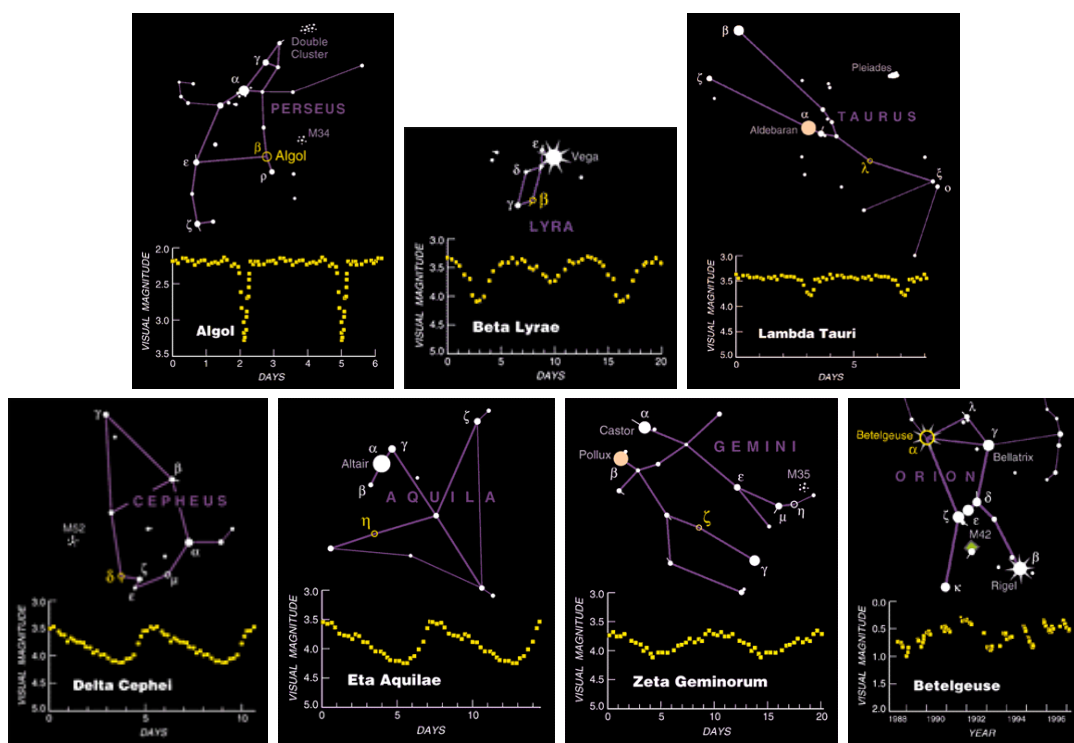 Double
Cluster
γ
α
PERSEUS
M34
β
Algol
ε
ρ
ζ
VISUAL MAGNITUDE
2.0
2.5
3.0
3.5
Algol
0 1 2 3 4 5 6
DAYS
ε
Vega
δ
γ
β
LYRA
VISUAL MAGNITUDE
3.0
3.5
4.0
4.5
5.0
Beta Lyrae
0 5 10 15 20
DAYS
β
ζ
Pleiades
α
TAURUS
Aldebaran
λ
ξ
ο
VISUAL MAGNITUDE
3.0
3.5
4.0
4.5
5.0
Lambda Tauri
0 5
DAYS
γ
β
CEPHEUS
M52
α
δ
ζ
μ
ε
VISUAL MAGNITUDE
3.0
4.0
5.0
Delta Cephei
0 5 10
DAYS
ζ
α
γ
Altair
β
AQUILA
η
VISUAL MAGNITUDE
3.0
4.0
5.0
Eta Aquilae
0 5 10
DAYS
α
Castor
GEMINI
Pollux
β
M35
ε
μ
η
ζ
γ
VISUAL MAGNITUDE
3.0
3.5
4.0
4.5
5.0
Zeta Geminorum
0 5 10 15 20
DAYS
λ
Betelgeuse
γ
α
Bellatrix
ORION
δ
ζ
ε
M42
β
Rigel
κ
VISUAL MAGNITUDE
0.0
0.5
1.0
1.5
2.0
Betelgeuse
1988 1990 1992 1994 1996
YEAR